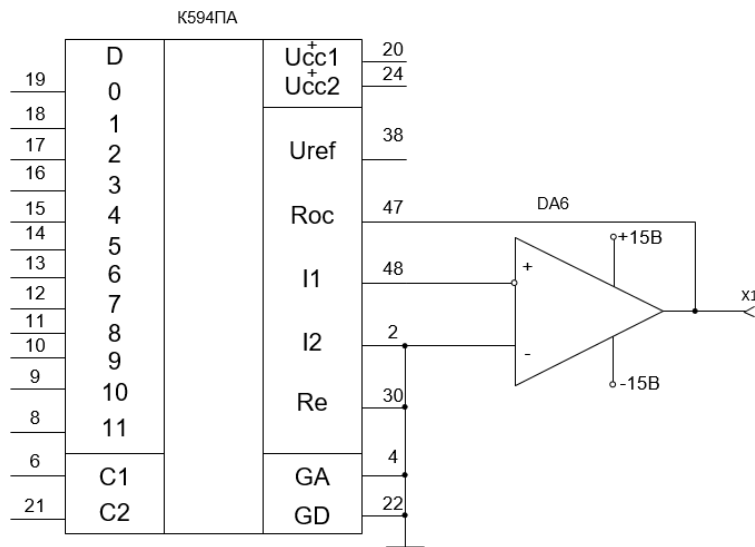 К594ПА
D
Ucc1
+
20
Ucc2
+
24
19
0
18
1
17
2
Uref
38
16
3
15
4
Roc
47
DA6
14
5
+15В
13
6
I1
48
+
12
7
X1
11
8
I2
2
-
10
9
9
10
Re
30
-15В
8
11
6
C1
GA
4
21
C2
GD
22